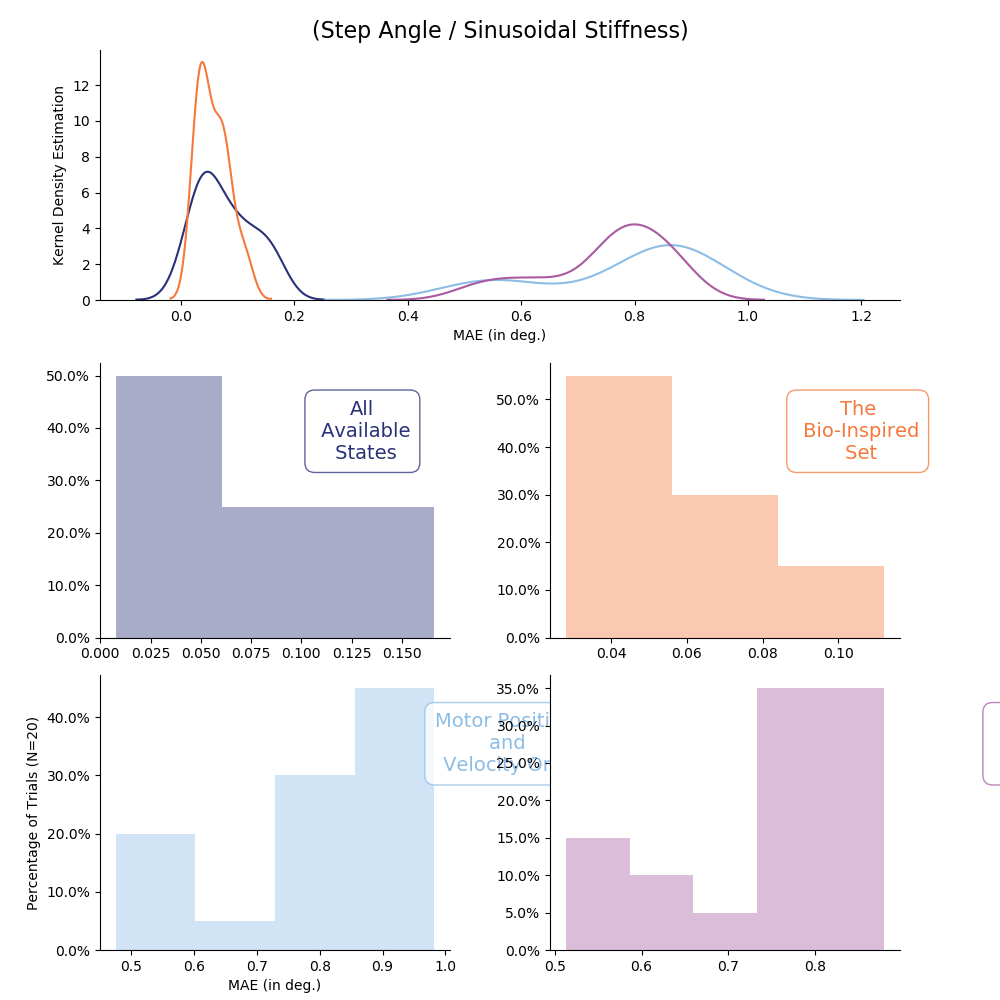 (Step Angle / Sinusoidal Stiffness)
Kernel Density Estimation
12
10
8
6
4
2
0
0.0 0.2 0.4 0.6 0.8 1.0 1.2
MAE (in deg.)
50.0%
40.0%
30.0%
20.0%
10.0%
0.0%
0.000 0.025 0.050 0.075 0.100 0.125 0.150
All
Available
States
50.0%
40.0%
30.0%
20.0%
10.0%
0.0%
0.04 0.06 0.08 0.10
The
Bio-Inspired
Set
Percentage of Trials (N=20)
40.0%
30.0%
20.0%
10.0%
0.0%
0.5 0.6 0.7 0.8 0.9 1.0
MAE (in deg.)
Motor
and
Velocity
35.0%
30.0%
25.0%
20.0%
15.0%
10.0%
5.0%
0.0%
0.5 0.6 0.7 0.8